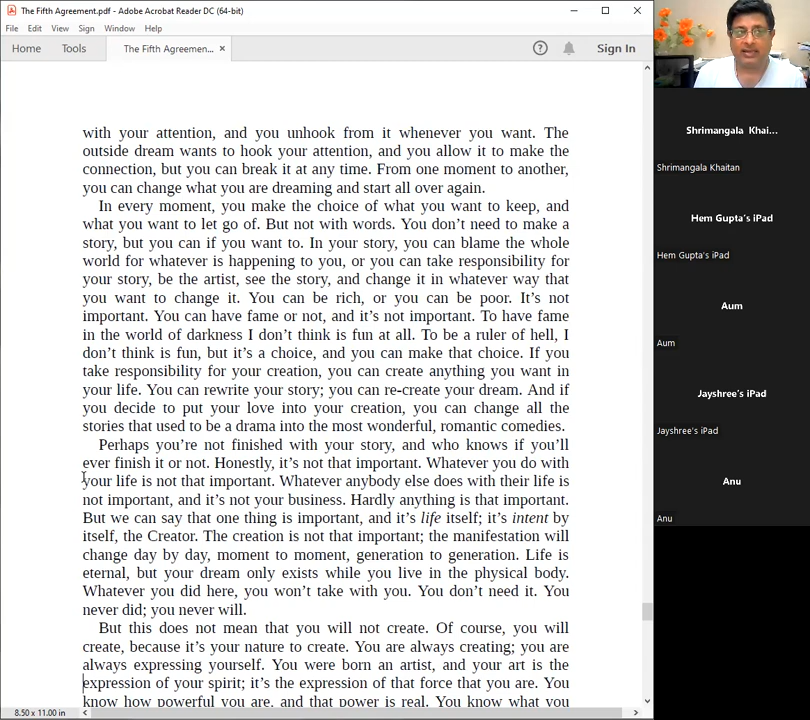 The Fifth Agreement.pdf - Adobe Acrobat Reader DC (64-bit)
File Edit View Sign Window Help
Home Tools The Fifth Agreemen... × Sign In
with your attention, and you unhook from it whenever you want. The
outside dream wants to hook your attention, and you allow it to make the
connection, but you can break it at any time. From one moment to another,
you can change what you are dreaming and start all over again.
In every moment, you make the choice of what you want to keep, and
what you want to let go of. But not with words. You don’t need to make a
story, but you can if you want to. In your story, you can blame the whole
world for whatever is happening to you, or you can take responsibility for
your story, be the artist, see the story, and change it in whatever way that
you want to change it. You can be rich, or you can be poor. It’s not
important. You can have fame or not, and it’s not important. To have fame
in the world of darkness I don’t think is fun at all. To be a ruler of hell, I
don’t think is fun, but it’s a choice, and you can make that choice. If you
take responsibility for your creation, you can create anything you want in
your life. You can rewrite your story; you can re-create your dream. And if
you decide to put your love into your creation, you can change all the
stories that used to be a drama into the most wonderful, romantic comedies.
Perhaps you’re not finished with your story, and who knows if you’ll
ever finish it or not. Honestly, it’s not that important. Whatever you do with
your life is not that important. Whatever anybody else does with their life is
not important, and it’s not your business. Hardly anything is that important.
But we can say that one thing is important, and it’s life itself; it’s intent by
itself, the Creator. The creation is not that important; the manifestation will
change day by day, moment to moment, generation to generation. Life is
eternal, but your dream only exists while you live in the physical body.
Whatever you did here, you won’t take with you. You don’t need it. You
never did; you never will.
But this does not mean that you will not create. Of course, you will
create, because it’s your nature to create. You are always creating; you are
always expressing yourself. You were born an artist, and your art is the
expression of your spirit; it’s the expression of that force that you are. You
know how powerful you are, and that power is real. You know what you
8.50 x 11.00 in
Shrimangala Khai...
Shrimangala Khaitan
Hem Gupta's iPad
Hem Gupta's iPad
Aum
Aum
Jayshree's iPad
Jayshree's iPad
Anu
Anu